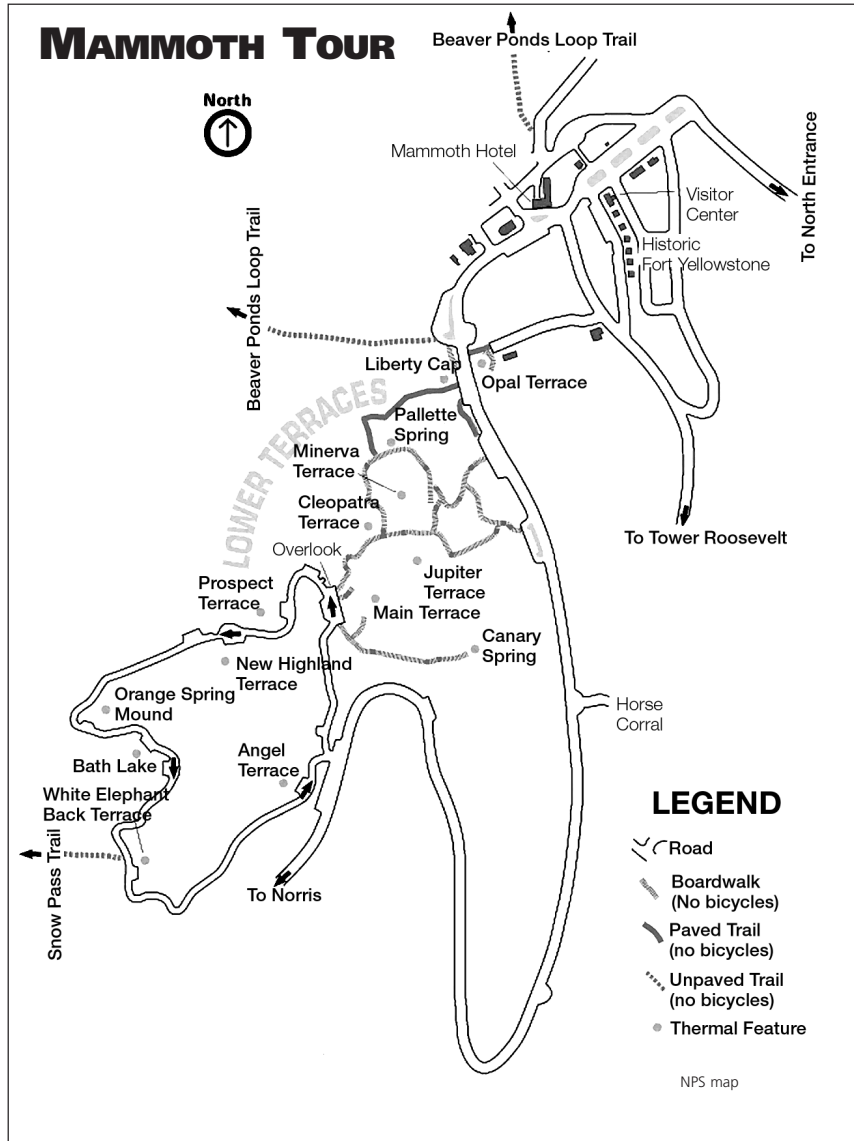 MAMMOTH TOUR
Beaver Ponds Loop Trail
North
Mammoth Hotel
To North Entrance
Visitor
Center
Historic
Fort Yellowstone
Beaver Ponds Loop Trail
Liberty Cap
Opal Terrace
LOWER TERRACES
Pallette
Spring
Minerva
Terrace
Cleopatra
Terrace
To Tower Roosevelt
Overlook
Jupiter
Terrace
Prospect
Terrace
Main Terrace
Canary
Spring
New Highland
Terrace
Orange Spring
Mound
Horse
Corral
Bath Lake
Angel
Terrace
White Elephant
Back Terrace
Snow Pass Trail
To Norris
LEGEND
Road
Boardwalk
(No bicycles)
Paved Trail
(no bicycles)
Unpaved Trail
(no bicycles)
Thermal Feature
NPS map